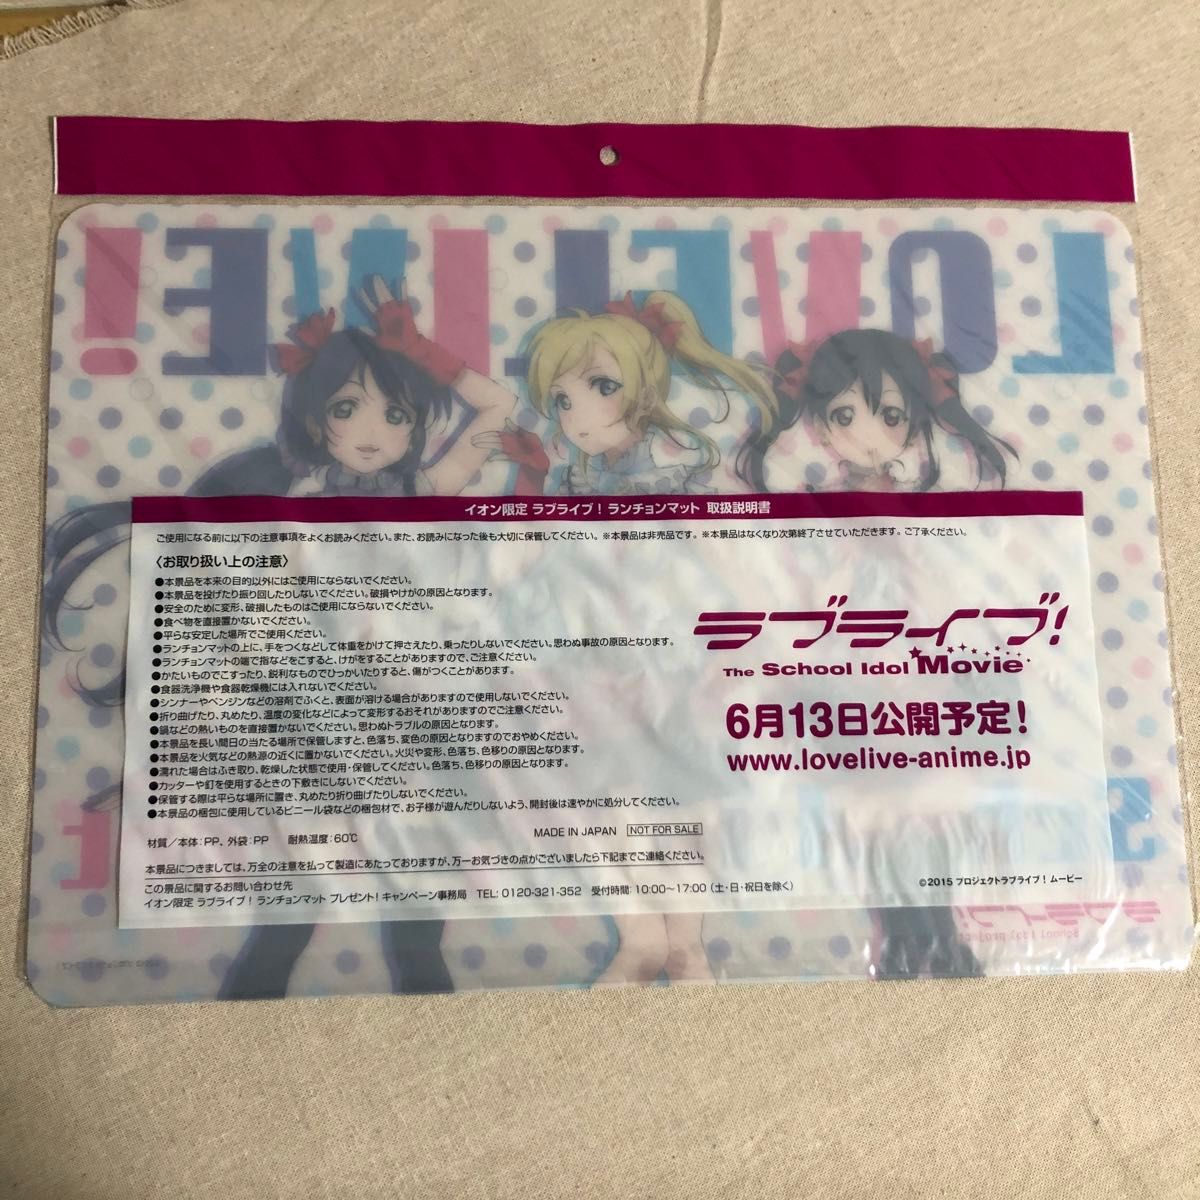 LOVE LIVE!
イオン限定 ラブライブ！ランチョンマット 取扱説明書
ご使用になる前に以下の注意事項をよくお読みください。また、お読みになった後も大切に保管してください。※本景品は非売品です。※本景品はなくなり次第終了させていただきます。ご了承ください。
〈お取り扱い上の注意〉
●本景品を本来の目的以外にはご使用にならないでください。
●本景品を投げたり振り回したりしないでください。破損やけがの原因となります。
●安全のために変形、破損したものはご使用にならないでください。
●食べ物を直接置かないでください。
●平らな安定した場所でご使用ください。
●ランチョンマットの上に、手をつくなどして体重をかけて押さえたり、乗ったりしないでください。思わぬ事故の原因となります。
●ランチョンマットの端で指などをこすると、けがをすることがありますので、ご注意ください。
●かたいものでこすったり、鋭利なものでひっかいたりすると、傷がつくことがあります。
●食器洗浄機や食器乾燥機には入れないでください。
●シンナーやベンジンなどの溶剤でふくと、表面が溶ける場合がありますので使用しないでください。
●折り曲げたり、丸めたり、温度の変化などによって変形するおそれがありますのでご注意ください。
●鍋などの熱いものを直接置かないでください。思わぬトラブルの原因となります。
●本景品を長い間日の当たる場所で保管しますと、色落ち、変色の原因となりますのでおやめください。
●本景品を火気などの熱源の近くに置かないでください。火災や変形、色落ち、色移りの原因となります。
●濡れた場合はふき取り、乾燥した状態で使用・保管してください。色落ち、色移りの原因となります。
●カッターや釘を使用するときの下敷きにしないでください。
●保管する際は平らな場所に置き、丸めたり折り曲げたりしないでください。
●本景品の梱包に使用しているビニール袋などの梱包材で、お子様が遊んだりしないよう、開封後は速やかに処分してください。
材質／本体：PP、外袋：PP 耐熱温度：60℃
MADE IN JAPAN NOT FOR SALE
本景品につきましては、万全の注意を払って製造にあたっておりますが、万一お気づきの点がございましたら下記までご連絡ください。
この景品に関するお問い合わせ先
イオン限定 ラブライブ！ランチョンマット プレゼント！キャンペーン事務局 TEL：0120-321-352 受付時間：10:00～17:00（土・日・祝日を除く）
ラブライブ！
The School Idol Movie
6月13日公開予定！
www.lovelive-anime.jp
©2015 プロジェクトラブライブ！ムービー
ラブライブ！
School idol project